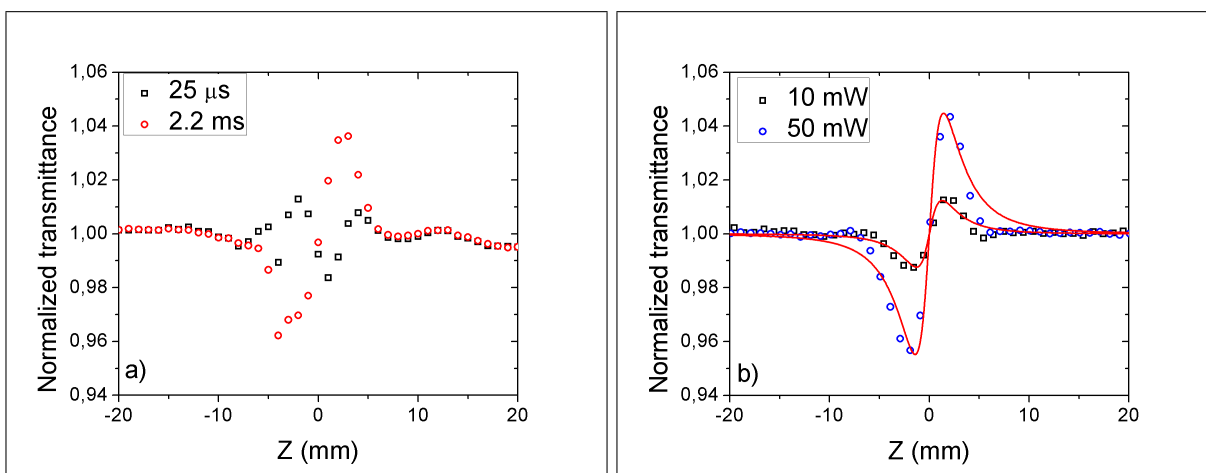 1,06
1,04
1,02
1,00
0,98
0,96
0,94
Normalized transmittance
25 μs
2.2 ms
a)
-20
-10
0
10
20
Z (mm)
1,06
1,04
1,02
1,00
0,98
0,96
0,94
Normalized transmittance
10 mW
50 mW
b)
-20
-10
0
10
20
Z (mm)